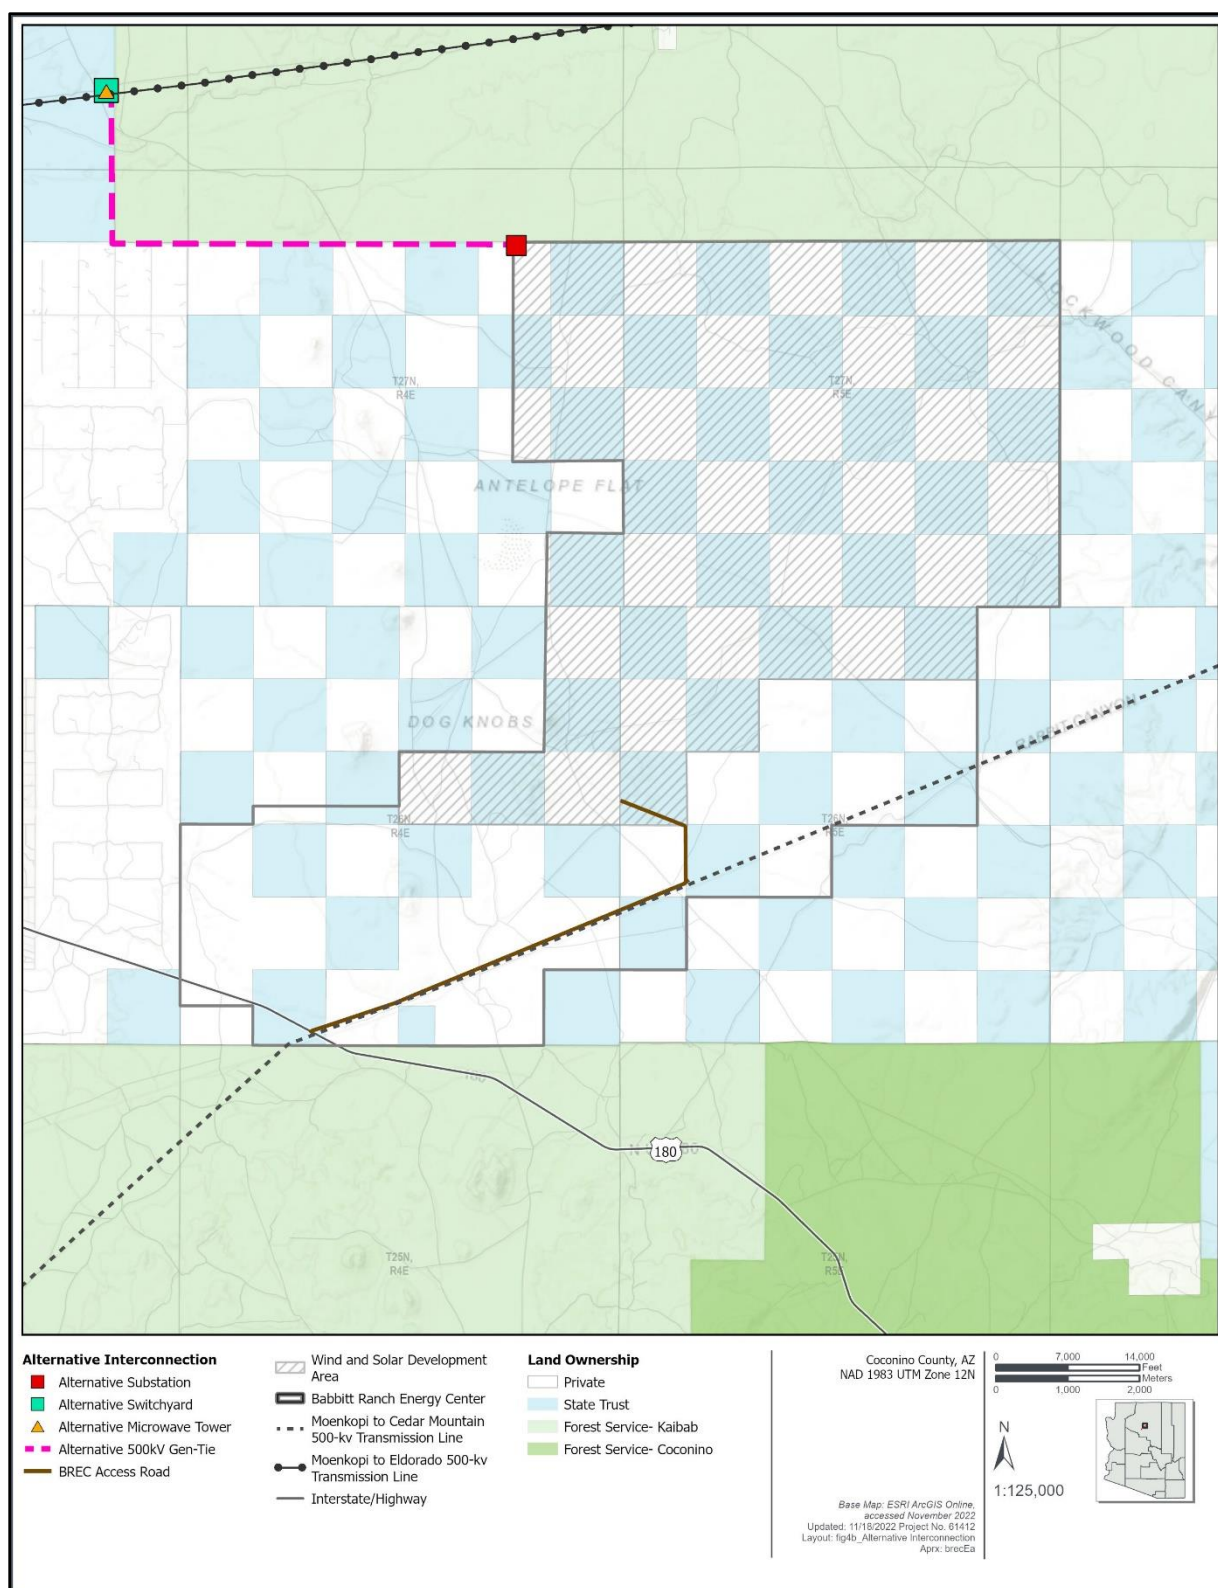 LOCKWOOD CANY
T27N,
R4E
T27N,
R5E
ANTELOPE FLAT
DOG KNOBS
RABBIT CANYON
T26N,
R4E
T26N,
R5E
180
180
T25N,
R4E
T25N,
R5E
Alternative Interconnection
Alternative Substation
Alternative Switchyard
Alternative Microwave Tower
Alternative 500kV Gen-Tie
BREC Access Road
Wind and Solar Development
Area
Babbitt Ranch Energy Center
Moenkopi to Cedar Mountain
500-kv Transmission Line
Moenkopi to Eldorado 500-kv
Transmission Line
Interstate/Highway
Land Ownership
Private
State Trust
Forest Service- Kaibab
Forest Service- Coconino
Coconino County, AZ
NAD 1983 UTM Zone 12N
0 7,000 14,000
Feet
Meters
0 1,000 2,000
N
1:125,000
Base Map: ESRI ArcGIS Online,
accessed November 2022
Updated: 11/18/2022 Project No. 61412
Layout: fig4b_Alternative Interconnection
Aprx: brecEa